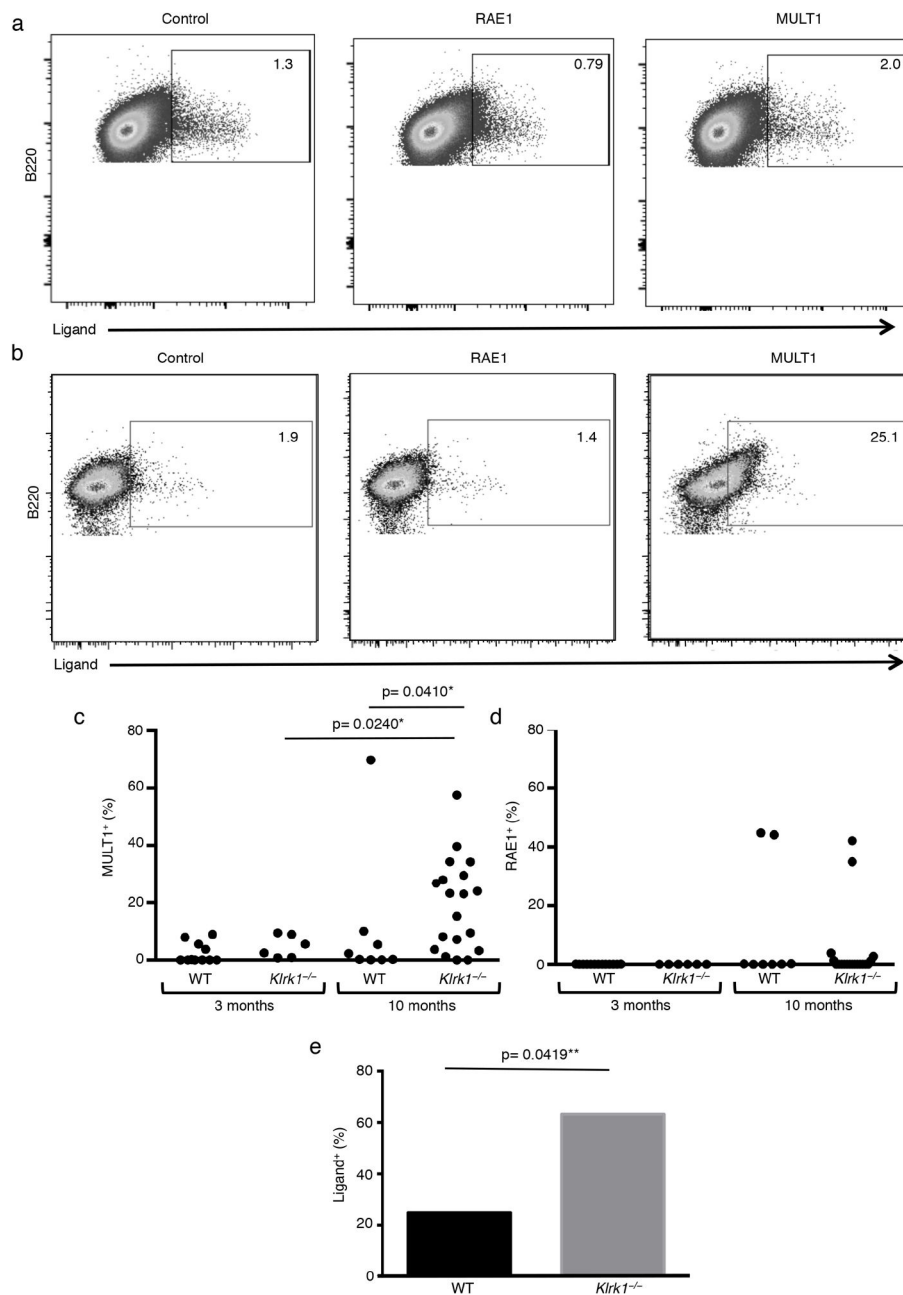 a
Control RAE1 MULT1
1.3 0.79 2.0
B220
Ligand
b
Control RAE1 MULT1
1.9 1.4 25.1
B220
Ligand
c
p= 0.0410*
p= 0.0240*
MULT1⁺ (%)
80
60
40
20
0
WT Klrk1⁻/⁻ WT Klrk1⁻/⁻
3 months 10 months
d
RAE1⁺ (%)
80
60
40
20
0
WT Klrk1⁻/⁻ WT Klrk1⁻/⁻
3 months 10 months
e
p= 0.0419**
Ligand⁺ (%)
80
60
40
20
0
WT Klrk1⁻/⁻